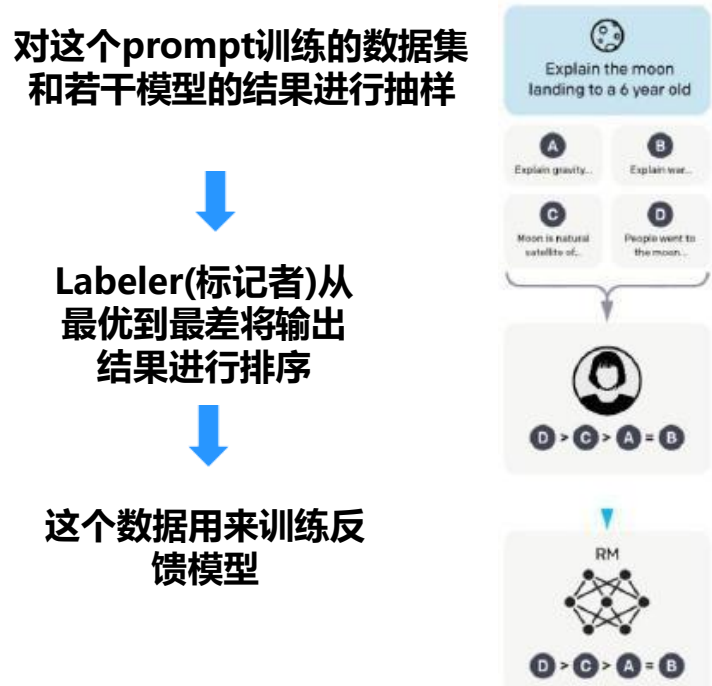 对这个prompt训练的数据集
和若干模型的结果进行抽样
Labeler(标记者)从
最优到最差将输出
结果进行排序
这个数据用来训练反
馈模型
Explain the moon
landing to a 6 year old
A
Explain gravity...
B
Explain war...
C
Moon is natural
satellite of...
D
People went to
the moon...
D > C > A = B
RM
D > C > A = B